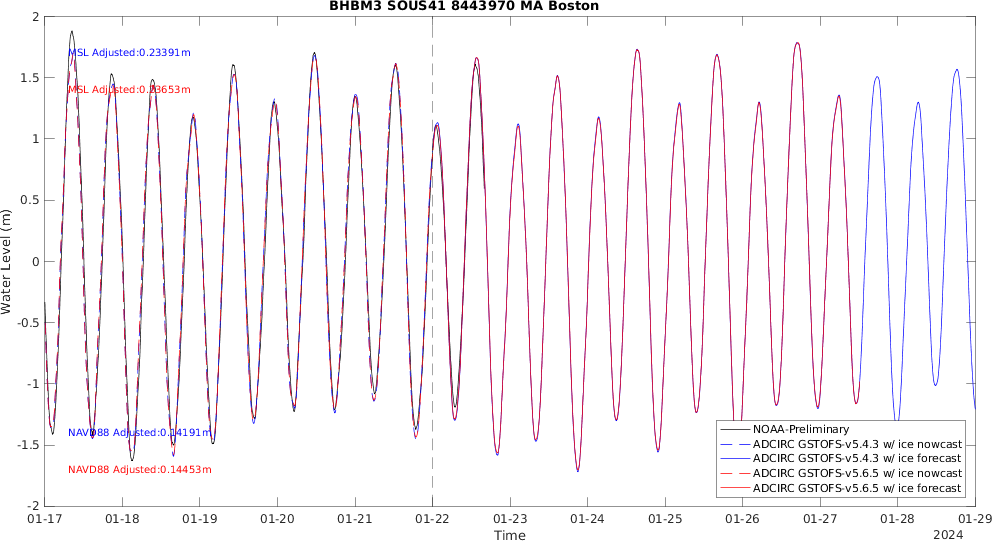 BHBM3 SOUS41 8443970 MA Boston
Water Level (m)
2
1.5
1
0.5
0
-0.5
-1
-1.5
-2
MSL Adjusted:0.23391m
MSL Adjusted:0.23653m
NAVD88 Adjusted:0.14191m
NAVD88 Adjusted:0.14453m
NOAA-Preliminary
ADCIRC GSTOFS-v5.4.3 w/ ice nowcast
ADCIRC GSTOFS-v5.4.3 w/ ice forecast
ADCIRC GSTOFS-v5.6.5 w/ ice nowcast
ADCIRC GSTOFS-v5.6.5 w/ ice forecast
01-17 01-18 01-19 01-20 01-21 01-22 01-23 01-24 01-25 01-26 01-27 01-28 01-29
Time
2024